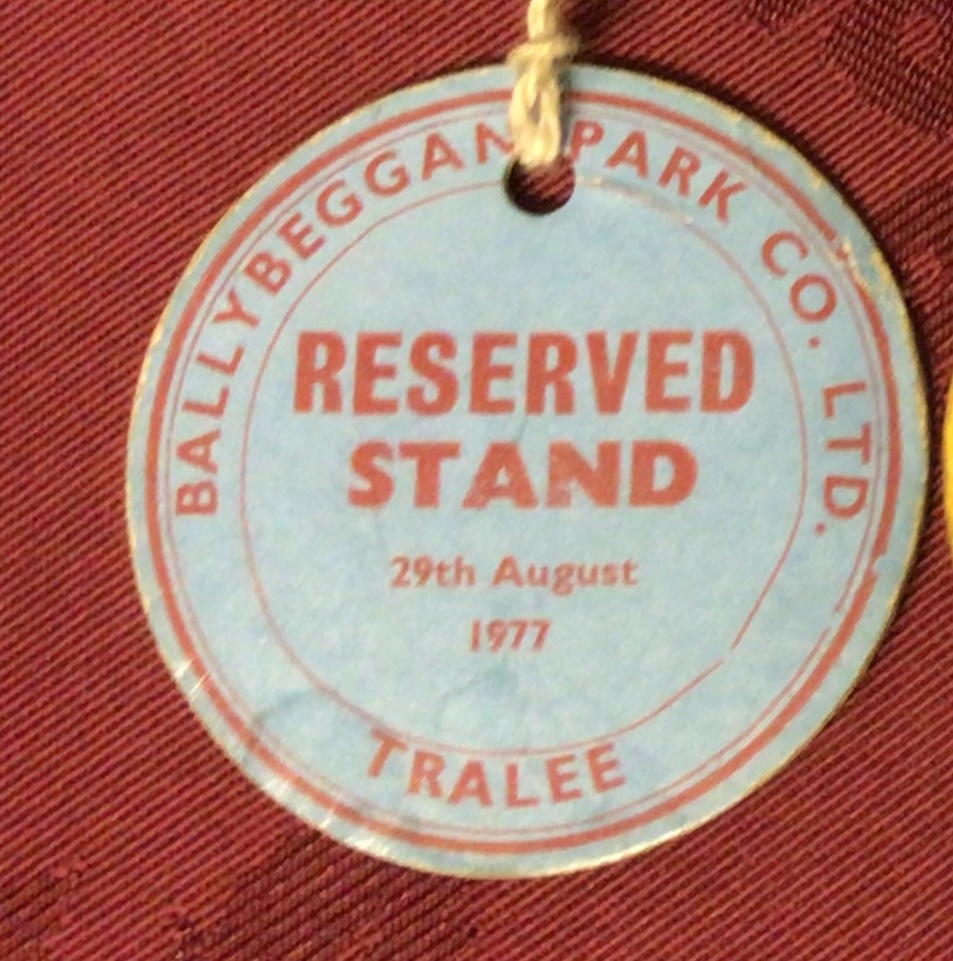 BALLYBEGGAN PARK CO. LTD.
RESERVED
STAND
29th August
1977
TRALEE